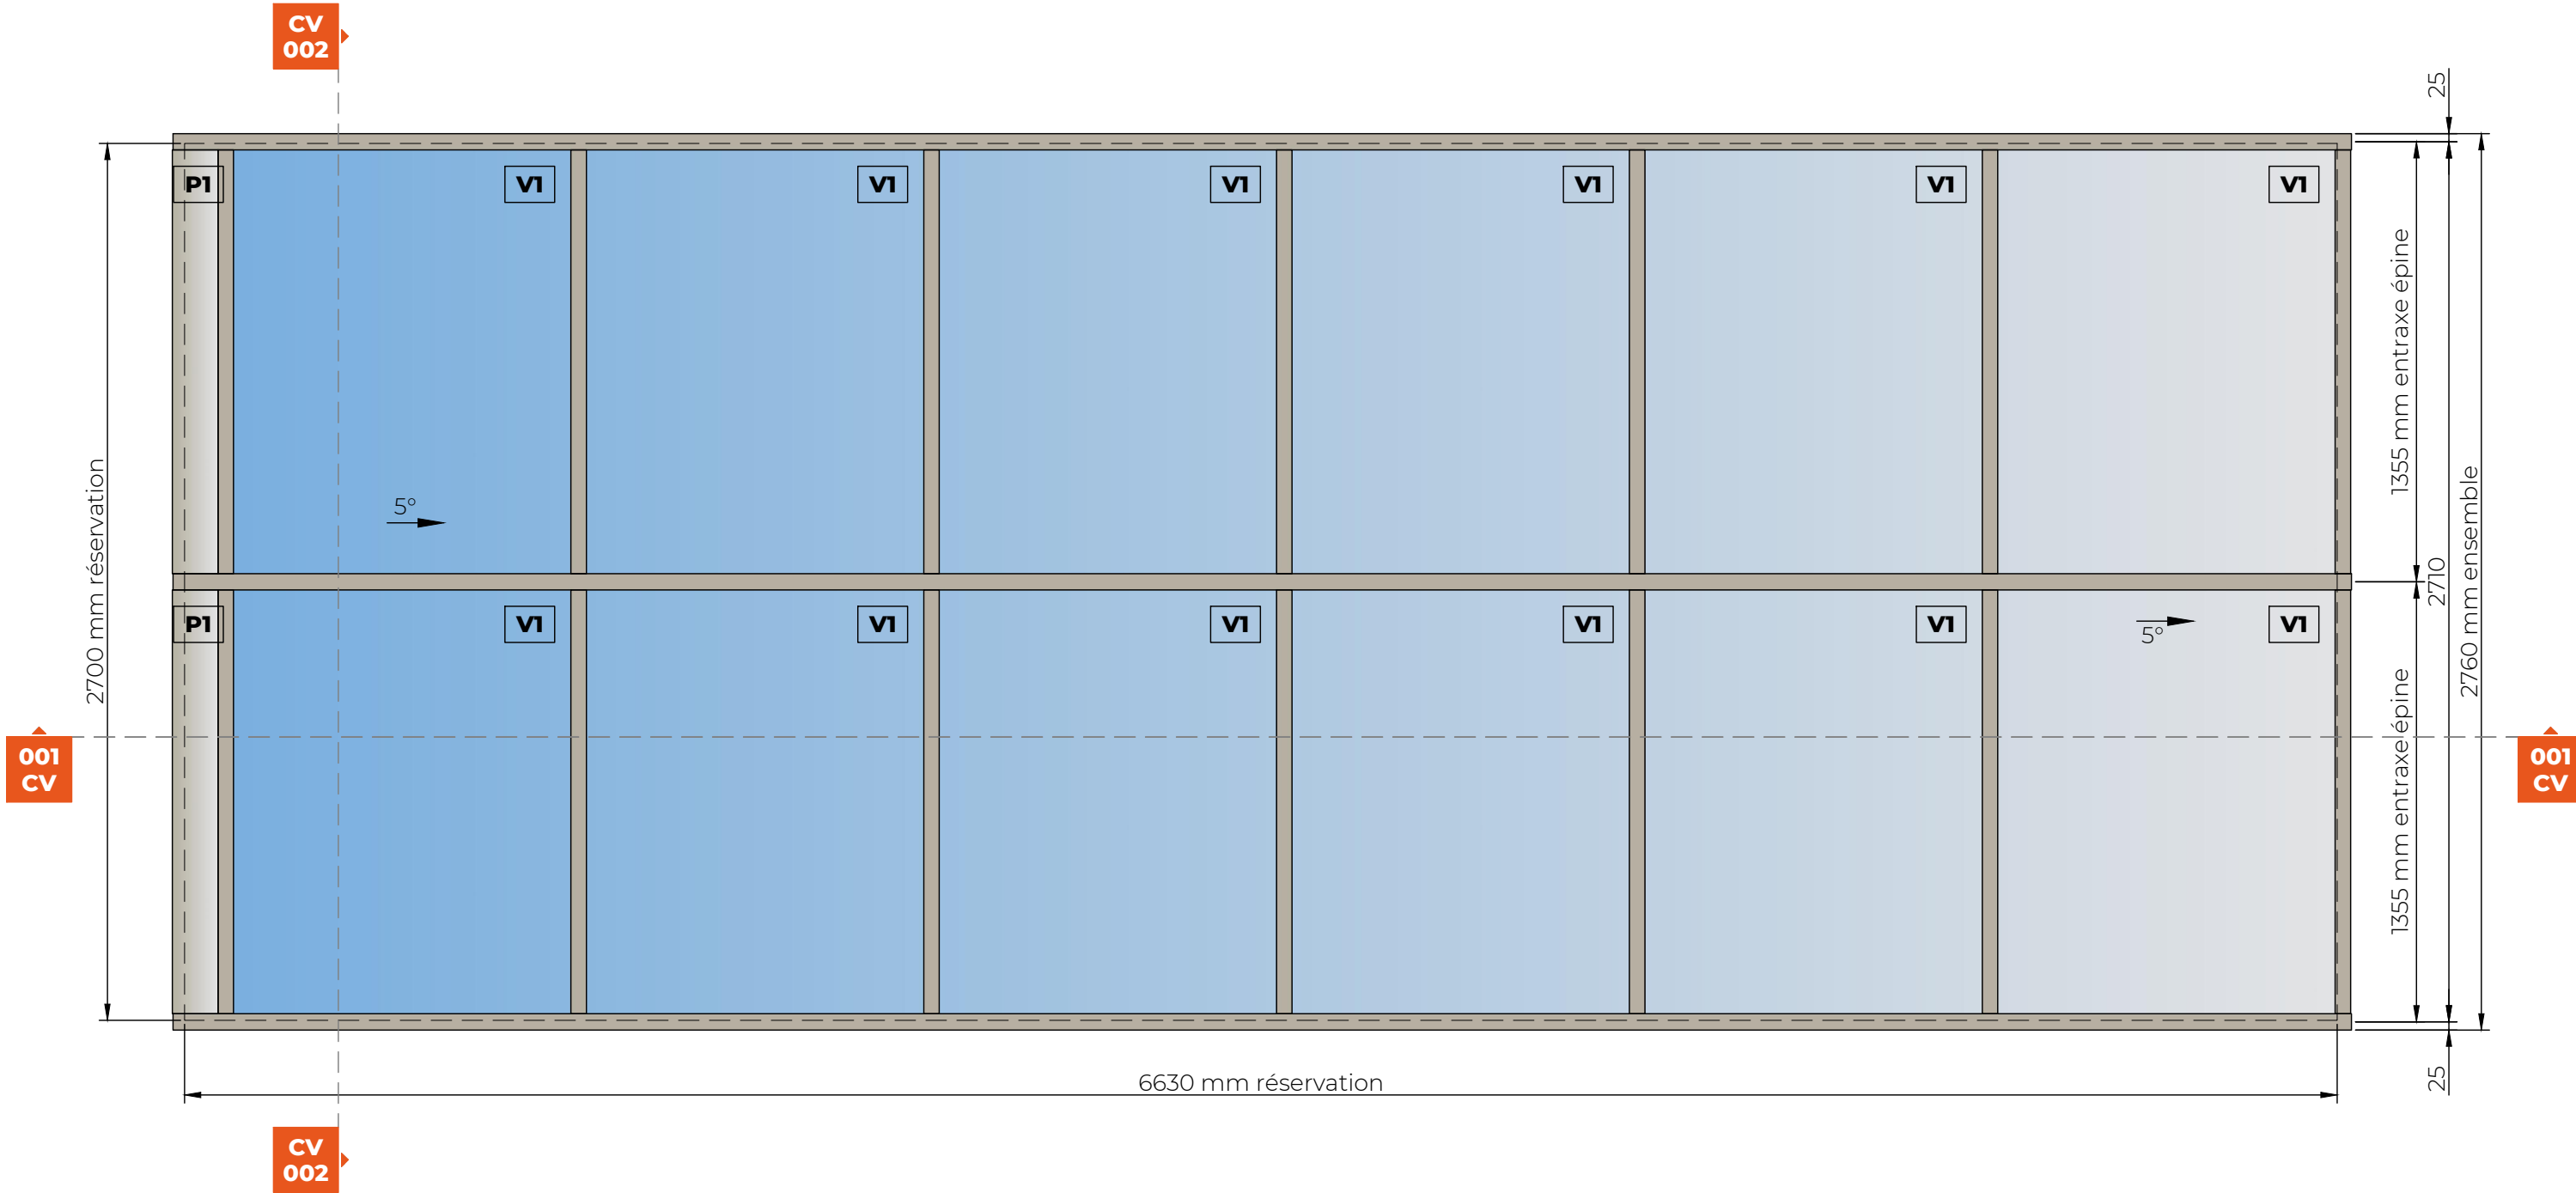 CV
002
25
P1
V1
V1
V1
V1
V1
V1
1355 mm entraxe épine
5°
2700 mm réservation
2710
2760 mm ensemble
P1
V1
V1
V1
V1
V1
V1
5°
1355 mm entraxe épine
001
CV
001
CV
6630 mm réservation
25
CV
002